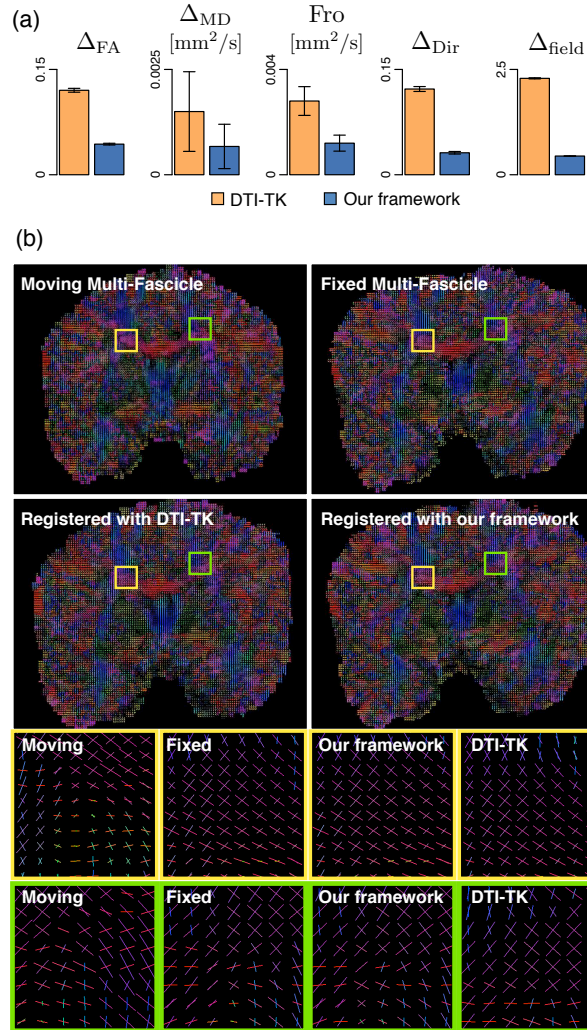 (a)
Δ_FA
Δ_MD
[mm²/s]
Fro
[mm²/s]
Δ_Dir
Δ_field
0.15
0
0.0025
0
0.004
0
0.15
0
2.5
0
DTI-TK
Our framework
(b)
Moving Multi-Fascicle
Fixed Multi-Fascicle
Registered with DTI-TK
Registered with our framework
Moving
Fixed
Our framework
DTI-TK
Moving
Fixed
Our framework
DTI-TK